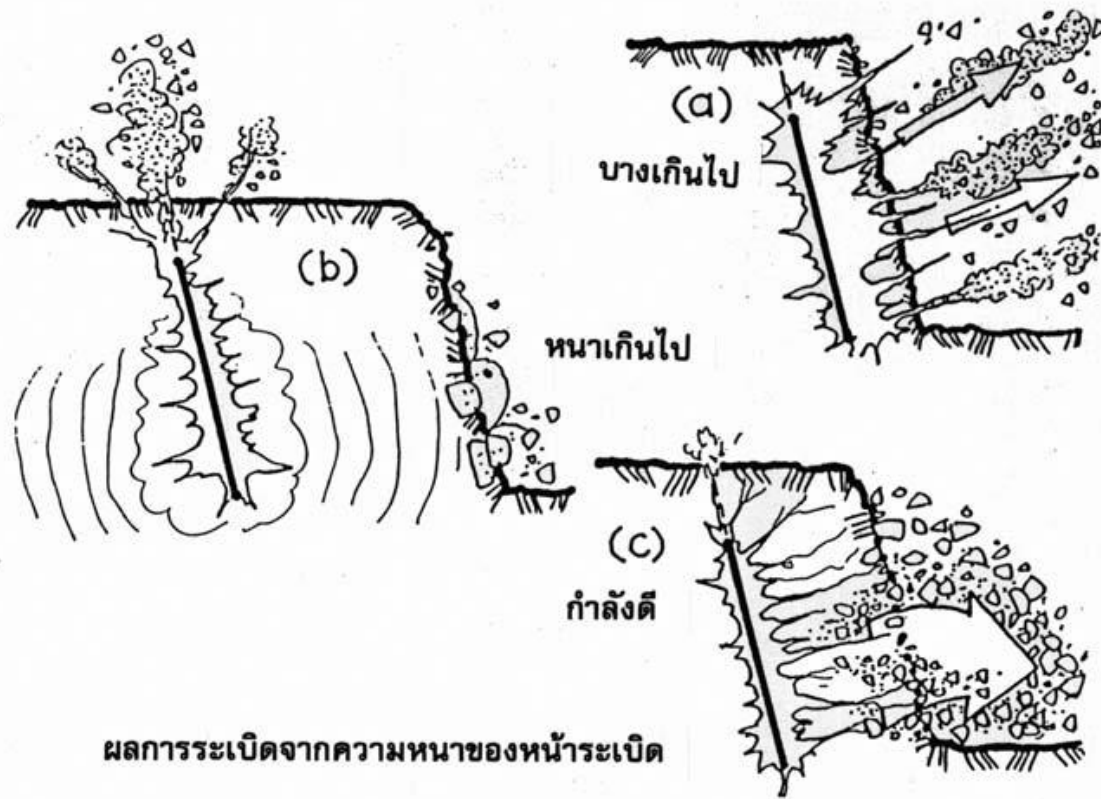 (a)
บางเกินไป
(b)
หนาเกินไป
(c)
กำลังดี
ผลการระเบิดจากความหนาของหน้าระเบิด